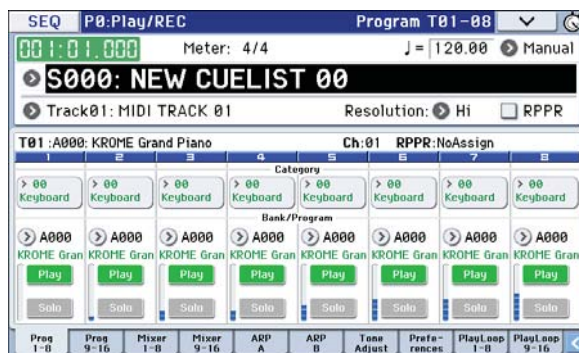 SEQ P0:Play/REC Program T01-08
001:01.000 Meter: 4/4 ♩= 120.00 Manual
S000: NEW CUELIST 00
Track01: MIDI TRACK 01 Resolution: Hi RPPR
T01 :A000: KROME Grand Piano Ch:01 RPPR:NoAssign
1 2 3 4 5 6 7 8
Category
> 00 > 00 > 00 > 00 > 00 > 00 > 00 > 00
Keyboard Keyboard Keyboard Keyboard Keyboard Keyboard Keyboard Keyboard
Bank/Program
A000 A000 A000 A000 A000 A000 A000 A000
KROME Gran KROME Gran KROME Gran KROME Gran KROME Gran KROME Gran KROME Gran KROME Gran
Play Play Play Play Play Play Play Play
Solo Solo Solo Solo Solo Solo Solo Solo
Prog Prog Mixer Mixer ARP ARP Tone Prefe- PlayLoop PlayLoop
1-8 9-16 1-8 9-16 A B Adjust rences 1-8 9-16